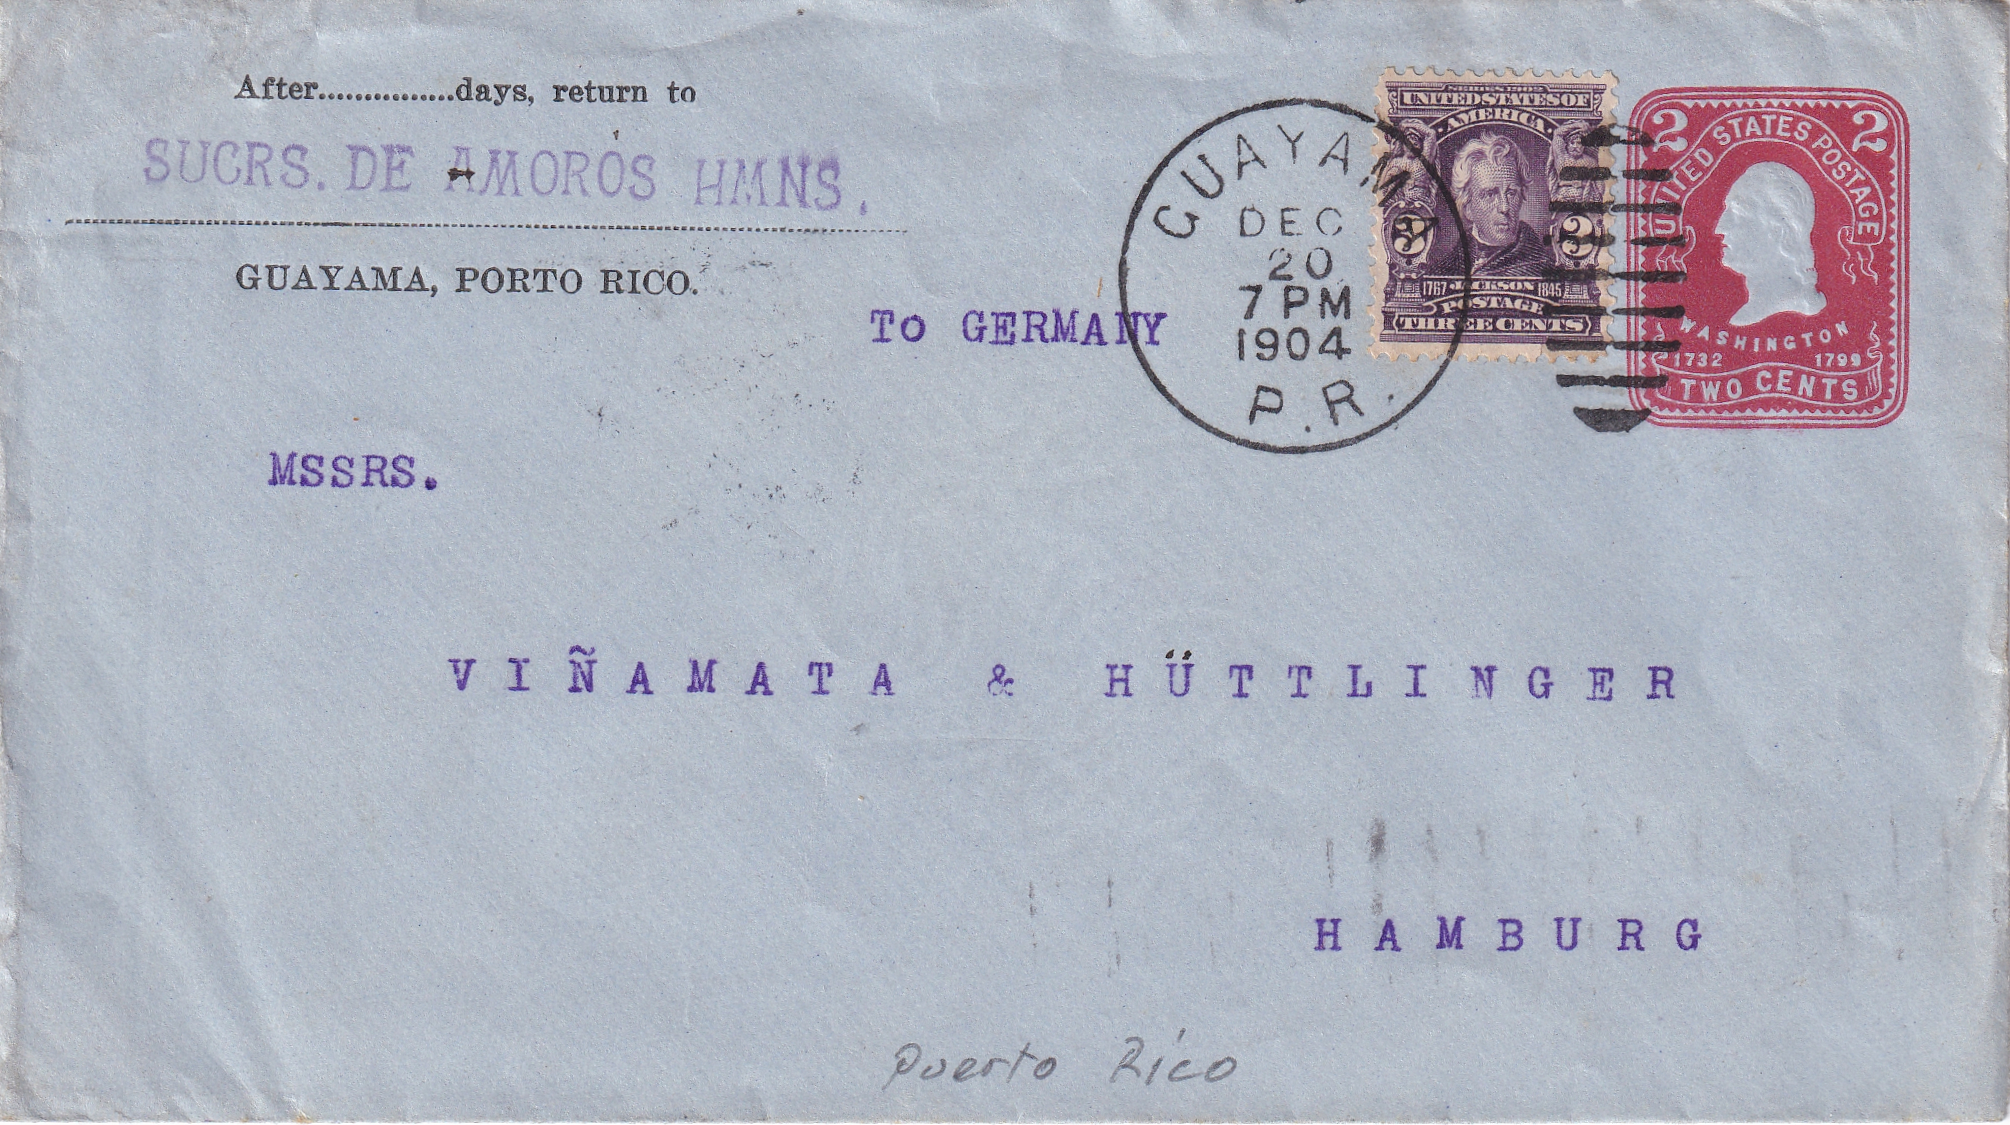 After...............days, return to
SUCRS. DE AMORÓS HMNS.
GUAYAMA, PORTO RICO.
To GERMANY
GUAYAMA
DEC
20
7 PM
1904
P.R.
UNITED STATES OF
AMERICA
3 3
1767 JACKSON 1845
POSTAGE
THREE CENTS
2 2
UNITED STATES POSTAGE
WASHINGTON
1732 1799
TWO CENTS
MSSRS.
VIÑAMATA & HÜTTLINGER
HAMBURG
Puerto Rico